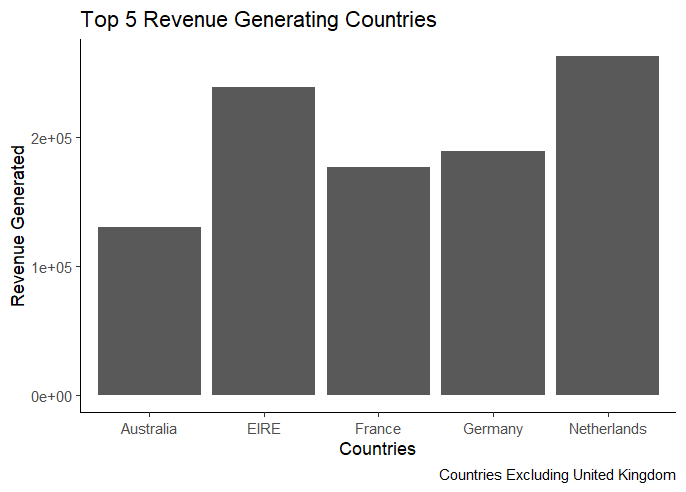 Top 5 Revenue Generating Countries
Revenue Generated
2e+05
1e+05
0e+00
Australia EIRE France Germany Netherlands
Countries
Countries Excluding United Kingdom